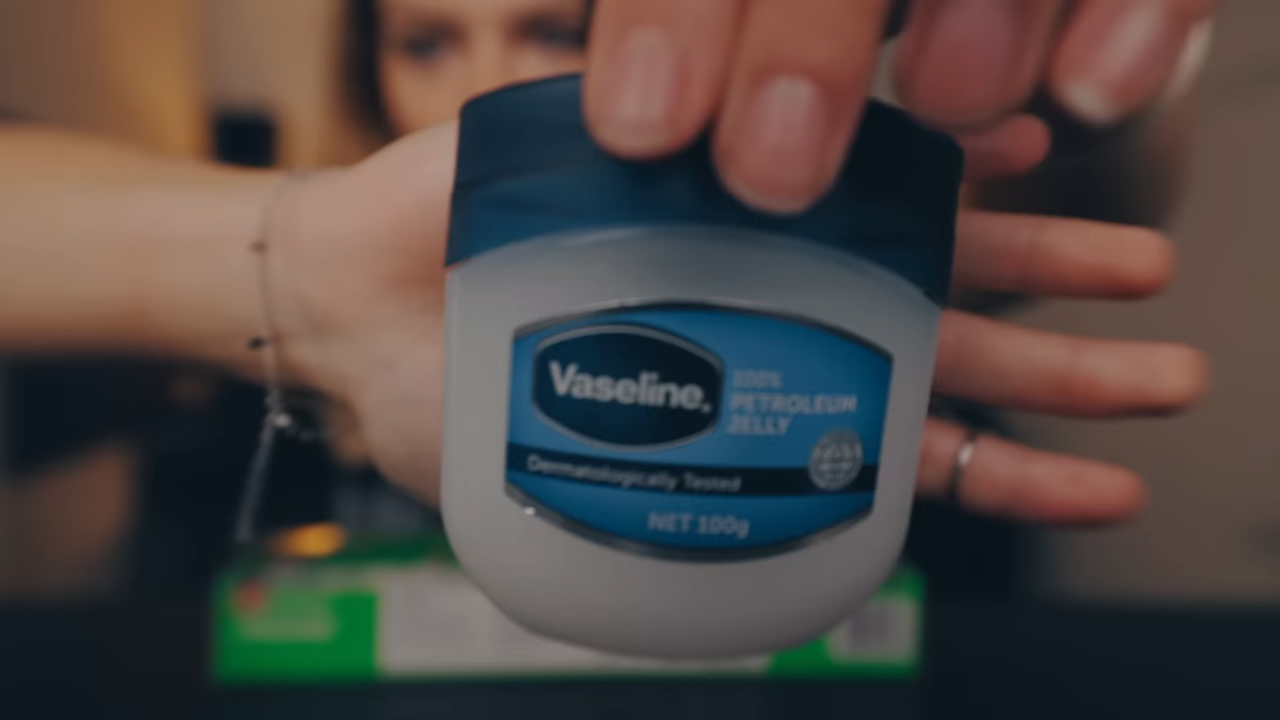 Vaseline.
100%
PETROLEUM
JELLY
Dermatologically Tested
NET 100g